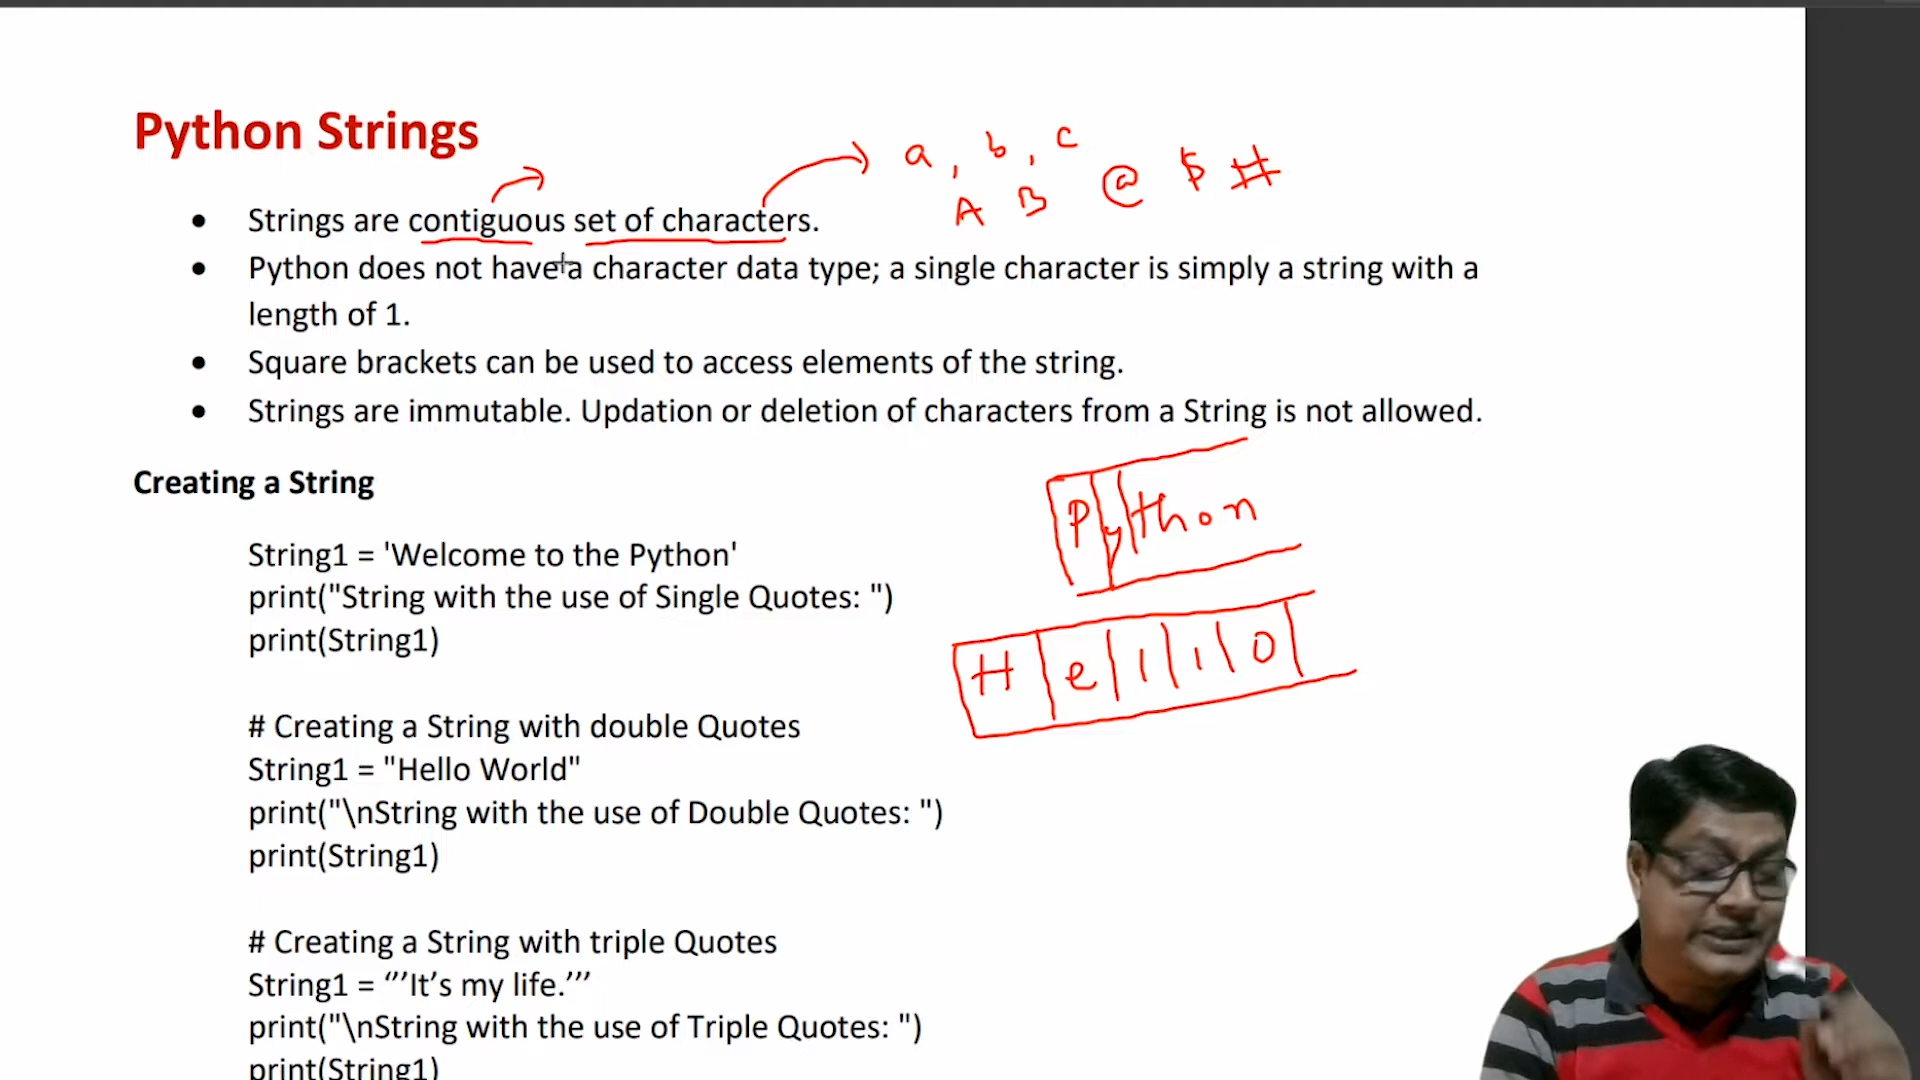 Python Strings
a, b, c
A B @ $ #
• Strings are contiguous set of characters.
• Python does not have a character data type; a single character is simply a string with a
length of 1.
• Square brackets can be used to access elements of the string.
• Strings are immutable. Updation or deletion of characters from a String is not allowed.
Creating a String
Python
String1 = 'Welcome to the Python'
print("String with the use of Single Quotes: ")
print(String1)
Hello
# Creating a String with double Quotes
String1 = "Hello World"
print("\nString with the use of Double Quotes: ")
print(String1)
# Creating a String with triple Quotes
String1 = “’’It’s my life.’’’
print("\nString with the use of Triple Quotes: ")
print(String1)